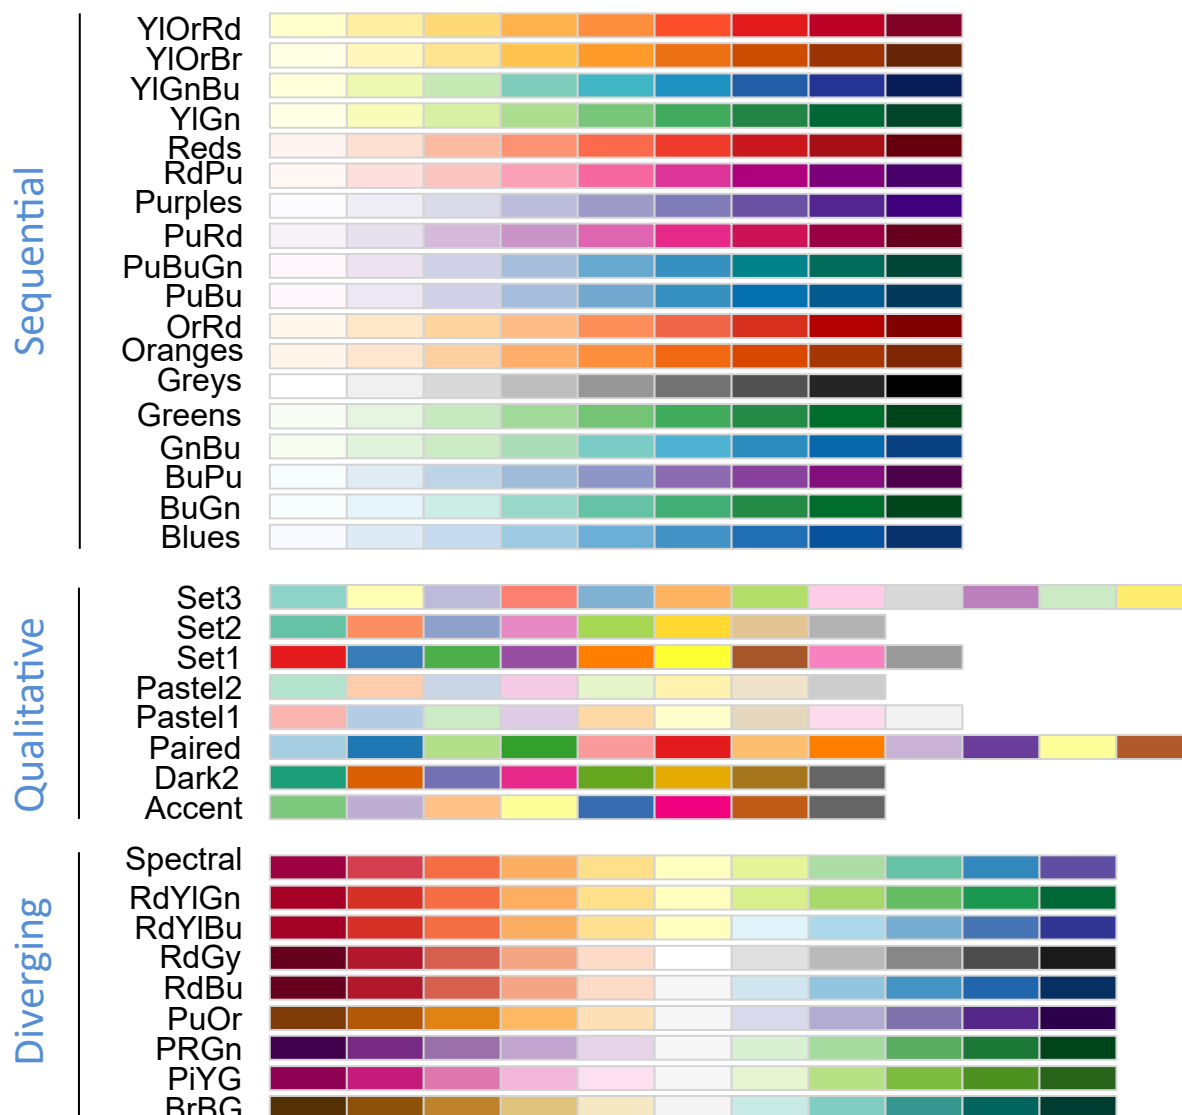 Sequential
YlOrRd
YlOrBr
YlGnBu
YlGn
Reds
RdPu
Purples
PuRd
PuBuGn
PuBu
OrRd
Oranges
Greys
Greens
GnBu
BuPu
BuGn
Blues
Qualitative
Set3
Set2
Set1
Pastel2
Pastel1
Paired
Dark2
Accent
Diverging
Spectral
RdYlGn
RdYlBu
RdGy
RdBu
PuOr
PRGn
PiYG
BrBG